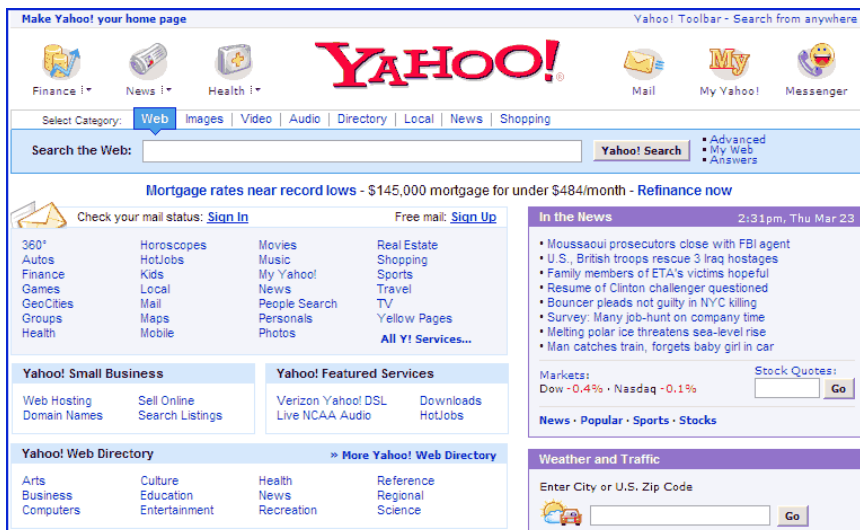 Make Yahoo! your home page
Yahoo! Toolbar - Search from anywhere
Finance
News
Health
YAHOO!
Mail
My
My Yahoo!
Messenger
Select Category: Web Images | Video | Audio | Directory | Local | News | Shopping
Search the Web:
Yahoo! Search
▪ Advanced
▪ My Web
▪ Answers
Mortgage rates near record lows - $145,000 mortgage for under $484/month - Refinance now
Check your mail status: Sign In
Free mail: Sign Up
360° Horoscopes Movies Real Estate
Autos HotJobs Music Shopping
Finance Kids My Yahoo! Sports
Games Local News Travel
GeoCities Mail People Search TV
Groups Maps Personals Yellow Pages
Health Mobile Photos
All Y! Services...
Yahoo! Small Business
Web Hosting Sell Online
Domain Names Search Listings
Yahoo! Featured Services
Verizon Yahoo! DSL Downloads
Live NCAA Audio HotJobs
Yahoo! Web Directory
» More Yahoo! Web Directory
Arts Culture Health Reference
Business Education News Regional
Computers Entertainment Recreation Science
In the News
2:31pm, Thu Mar 23
• Moussaoui prosecutors close with FBI agent
• U.S., British troops rescue 3 Iraq hostages
• Family members of ETA's victims hopeful
• Resume of Clinton challenger questioned
• Bouncer pleads not guilty in NYC killing
• Survey: Many job-hunt on company time
• Melting polar ice threatens sea-level rise
• Man catches train, forgets baby girl in car
Markets:
Dow -0.4% · Nasdaq -0.1%
Stock Quotes:
Go
News · Popular · Sports · Stocks
Weather and Traffic
Enter City or U.S. Zip Code
Go